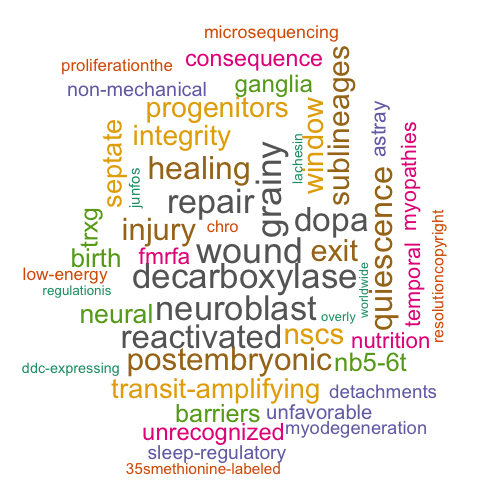 microsequencing
consequence
proliferationthe
ganglia
non-mechanical
progenitors
window
sublineages
astray
septate
integrity
lachesin
myopathies
healing
grainy
junfos
repair
quiescence
trxg
injury
chro
dopa
wound
exit
birth
fmrfa
temporal
resolutioncopyright
low-energy
decarboxylase
worldwide
regulationis
neural
neuroblast
overly
reactivated
nscs
nutrition
ddc-expressing
postembryonic
nb5-6t
transit-amplifying
detachments
barriers
unfavorable
unrecognized
myodegeneration
sleep-regulatory
35smethionine-labeled